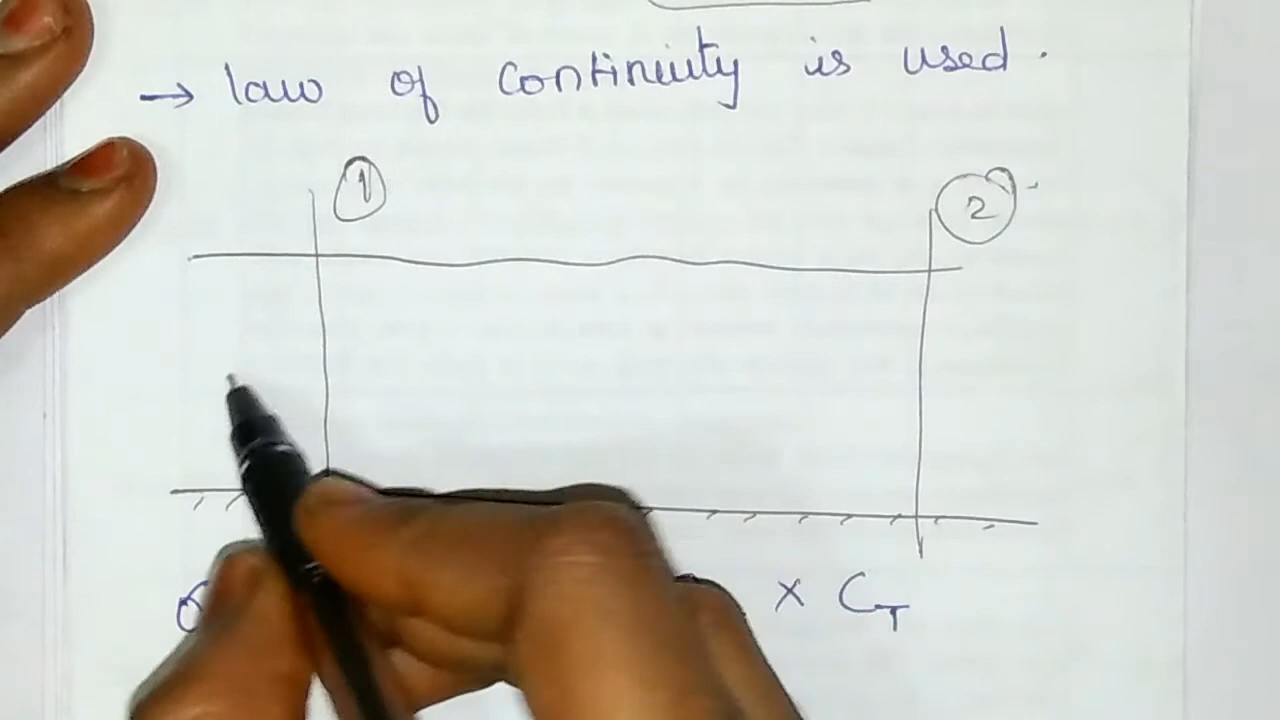 → law of continuity is used.
1 2
x C_T